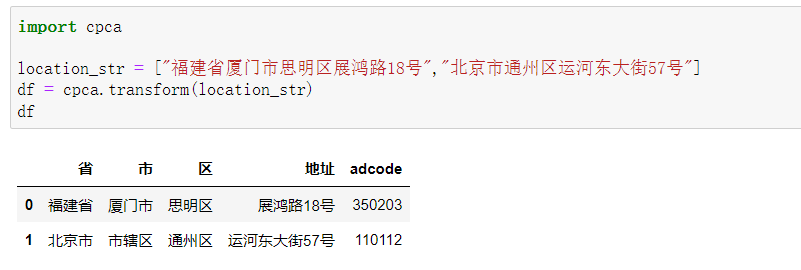 import cpca
location_str = ["福建省厦门市思明区展鸿路18号","北京市通州区运河东大街57号"]
df = cpca.transform(location_str)
df
省 市 区 地址 adcode
0 福建省 厦门市 思明区 展鸿路18号 350203
1 北京市 市辖区 通州区 运河东大街57号 110112